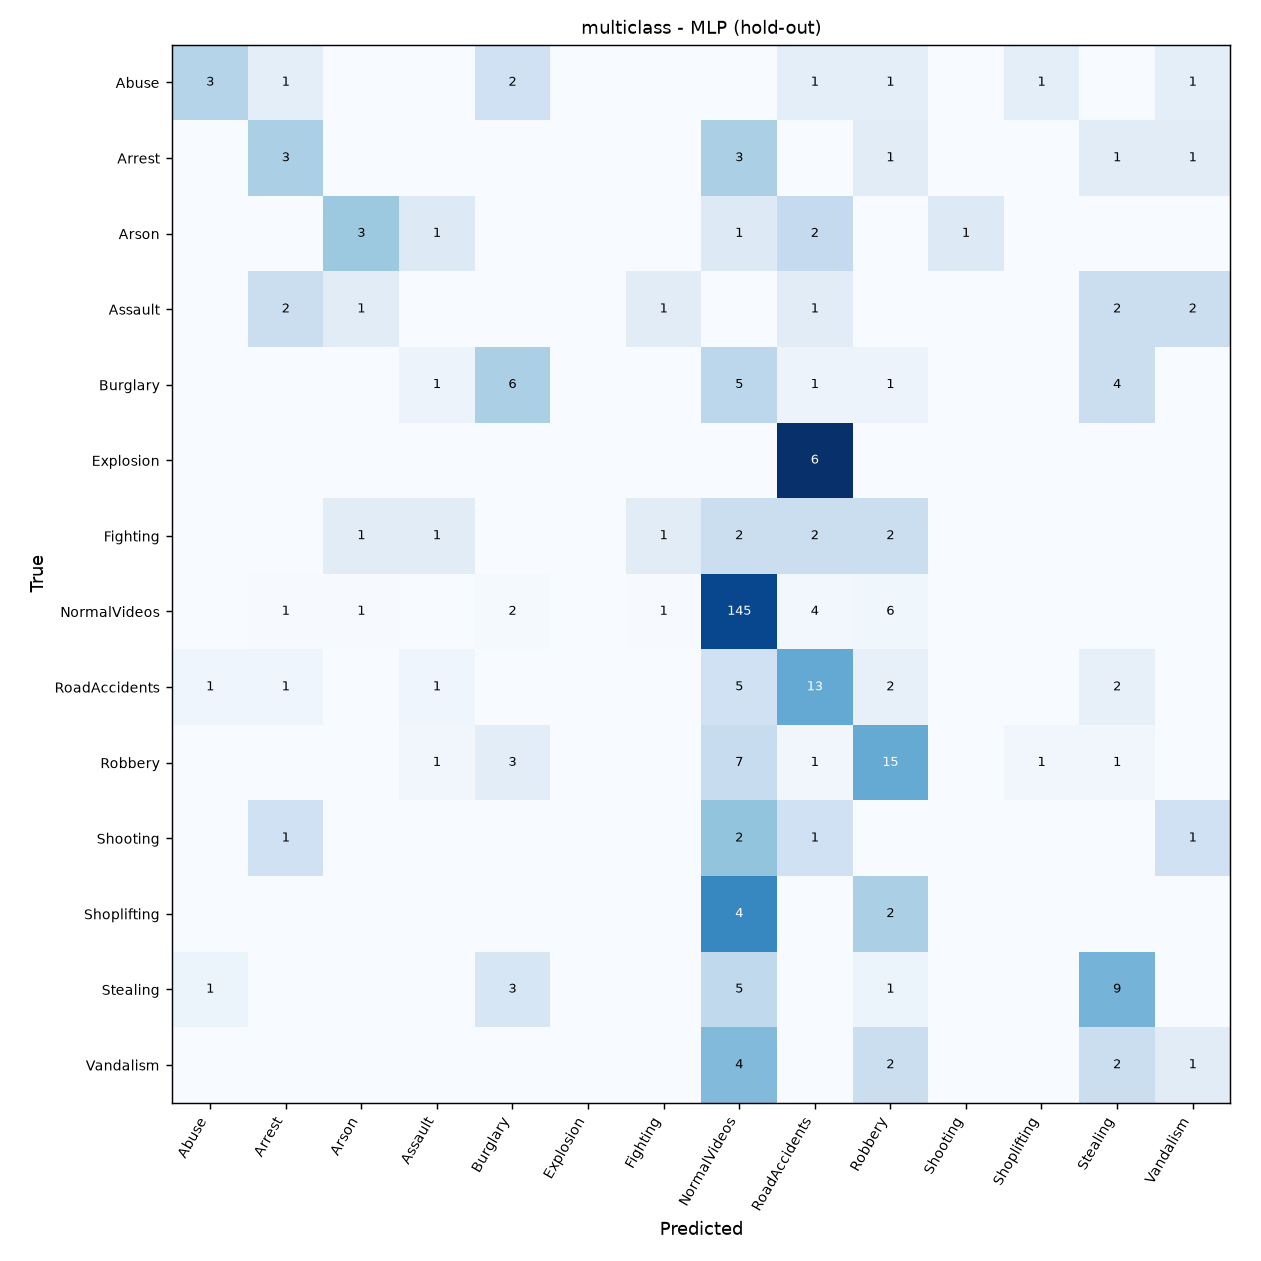 multiclass - MLP (hold-out)
True
Abuse 3 1 2 1 1 1 1
Arrest 3 3 1 1 1
Arson 3 1 1 2 1
Assault 2 1 1 1 2 2
Burglary 1 6 5 1 1 4
Explosion 6
Fighting 1 1 1 2 2 2
NormalVideos 1 1 2 1 145 4 6
RoadAccidents 1 1 1 5 13 2 2
Robbery 1 3 7 1 15 1 1
Shooting 1 2 1 1
Shoplifting 4 2
Stealing 1 3 5 1 9
Vandalism 4 2 2 1
Abuse Arrest Arson Assault Burglary Explosion Fighting NormalVideos RoadAccidents Robbery Shooting Shoplifting Stealing Vandalism
Predicted